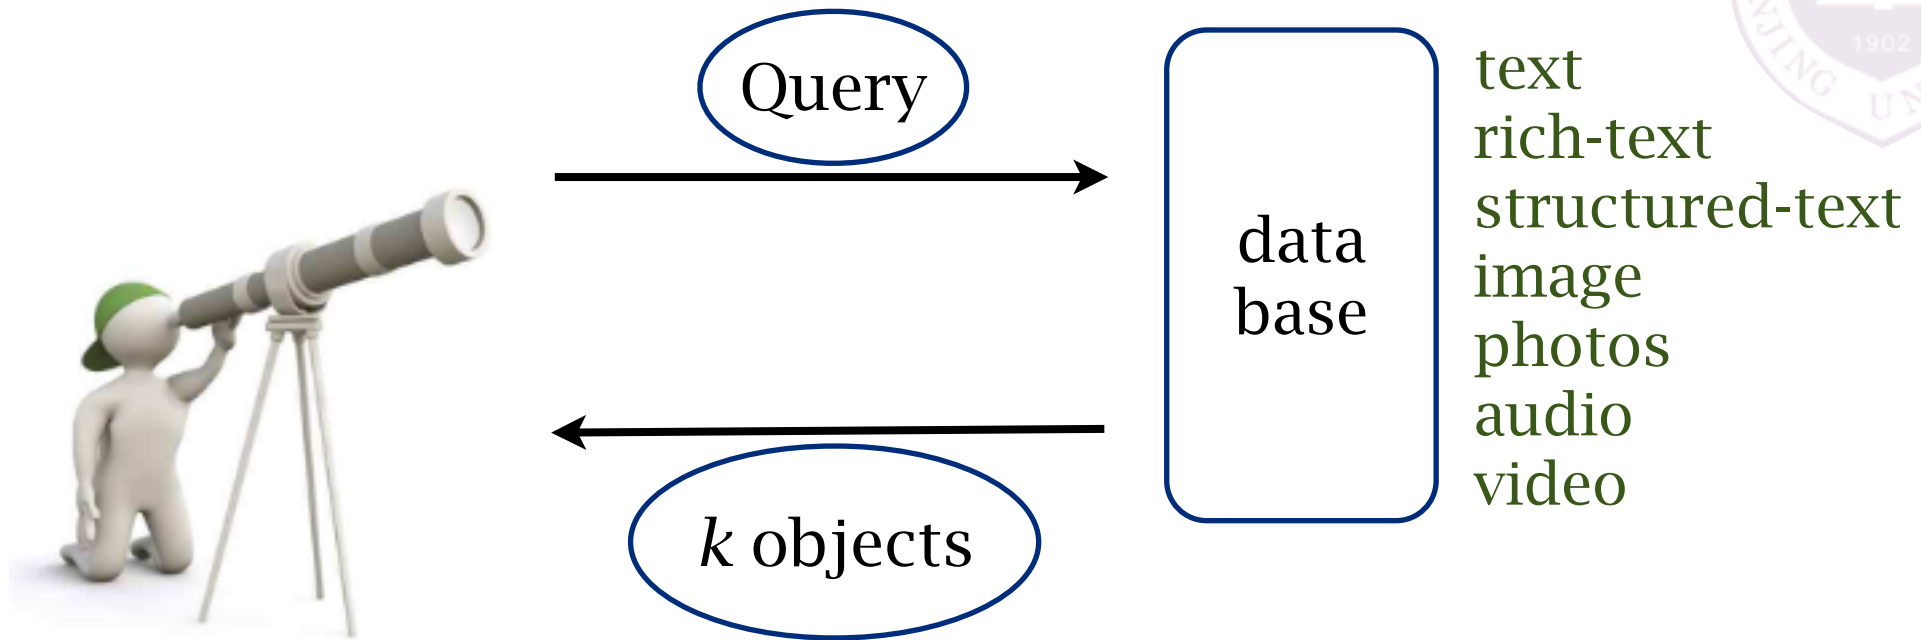 Query
data
base
k objects
text
rich-text
structured-text
image
photos
audio
video
1902